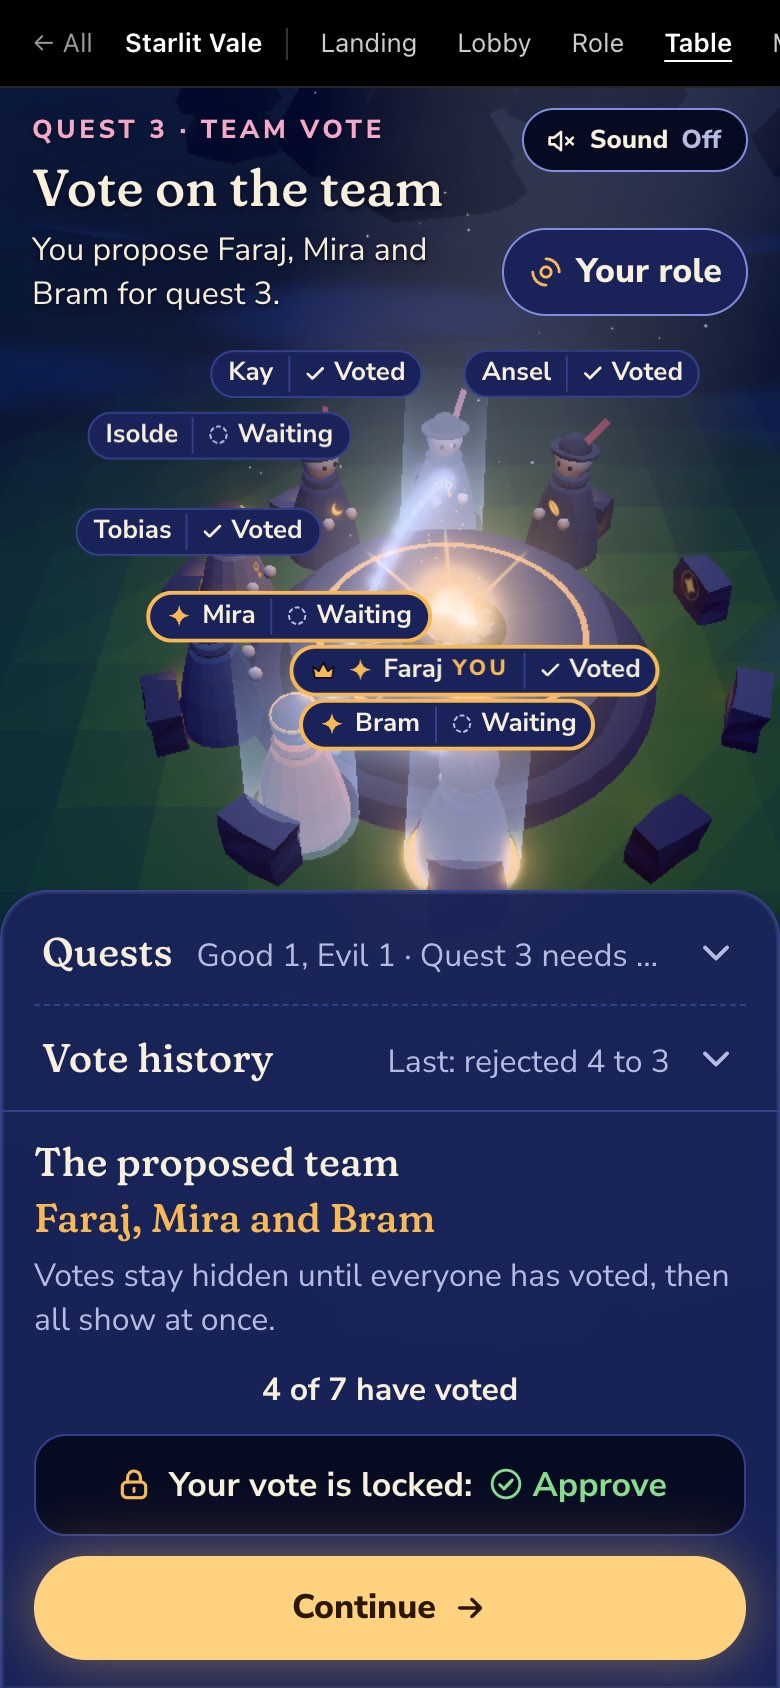 ← All Starlit Vale Landing Lobby Role Table
QUEST 3 · TEAM VOTE
Sound Off
Vote on the team
You propose Faraj, Mira and
Bram for quest 3.
Your role
Kay Voted
Ansel Voted
Isolde Waiting
Tobias Voted
Mira Waiting
Faraj YOU Voted
Bram Waiting
Quests Good 1, Evil 1 · Quest 3 needs ...
Vote history Last: rejected 4 to 3
The proposed team
Faraj, Mira and Bram
Votes stay hidden until everyone has voted, then
all show at once.
4 of 7 have voted
Your vote is locked: Approve
Continue →